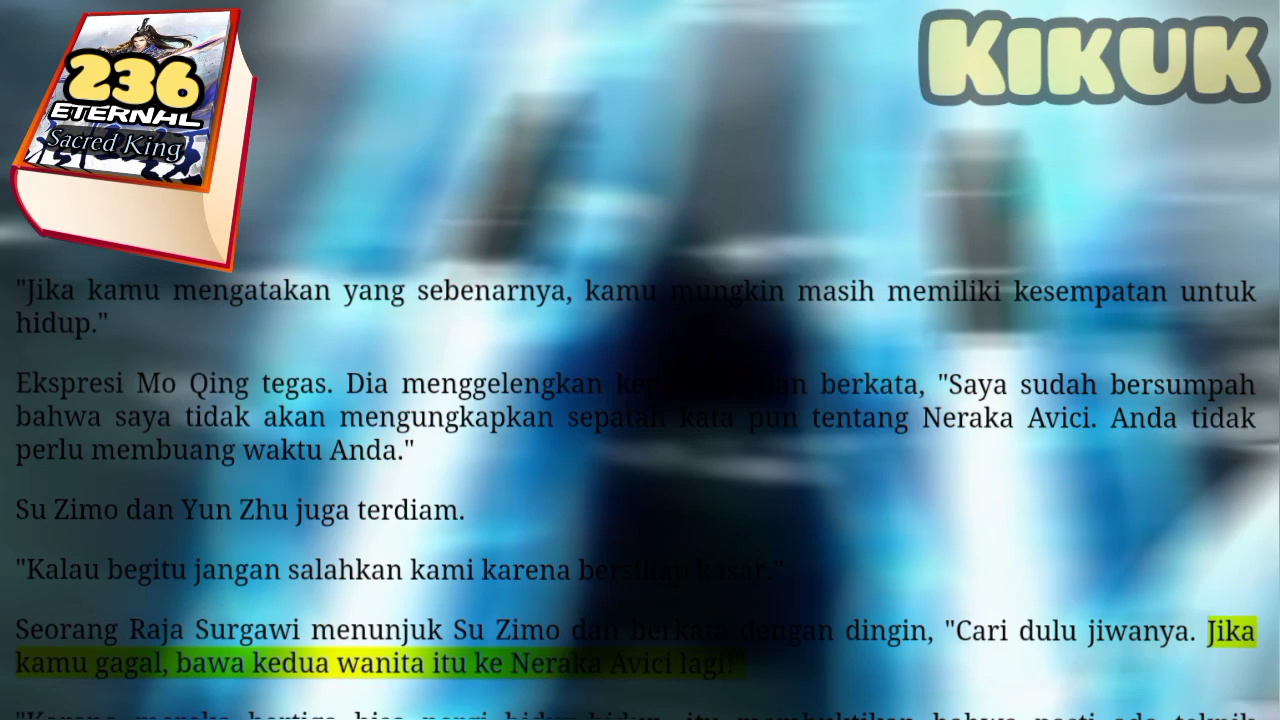 236
ETERNAL
Sacred King
KIKUK
"Jika kamu mengatakan yang sebenarnya, kamu mungkin masih memiliki kesempatan untuk
hidup."
Ekspresi Mo Qing tegas. Dia menggelengkan berkata, "Saya sudah bersumpah
bahwa saya tidak akan mengungkapkan sepatah kata pun tentang Neraka Avici. Anda tidak
perlu membuang waktu Anda."
Su Zimo dan Yun Zhu juga terdiam.
"Kalau begitu jangan salahkan kami karena bersikap kasar."
Seorang Raja Surgawi menunjuk Su Zimo dan berkata dengan dingin, "Cari dulu jiwanya. Jika
kamu gagal, bawa kedua wanita itu ke Neraka Avici lagi!"